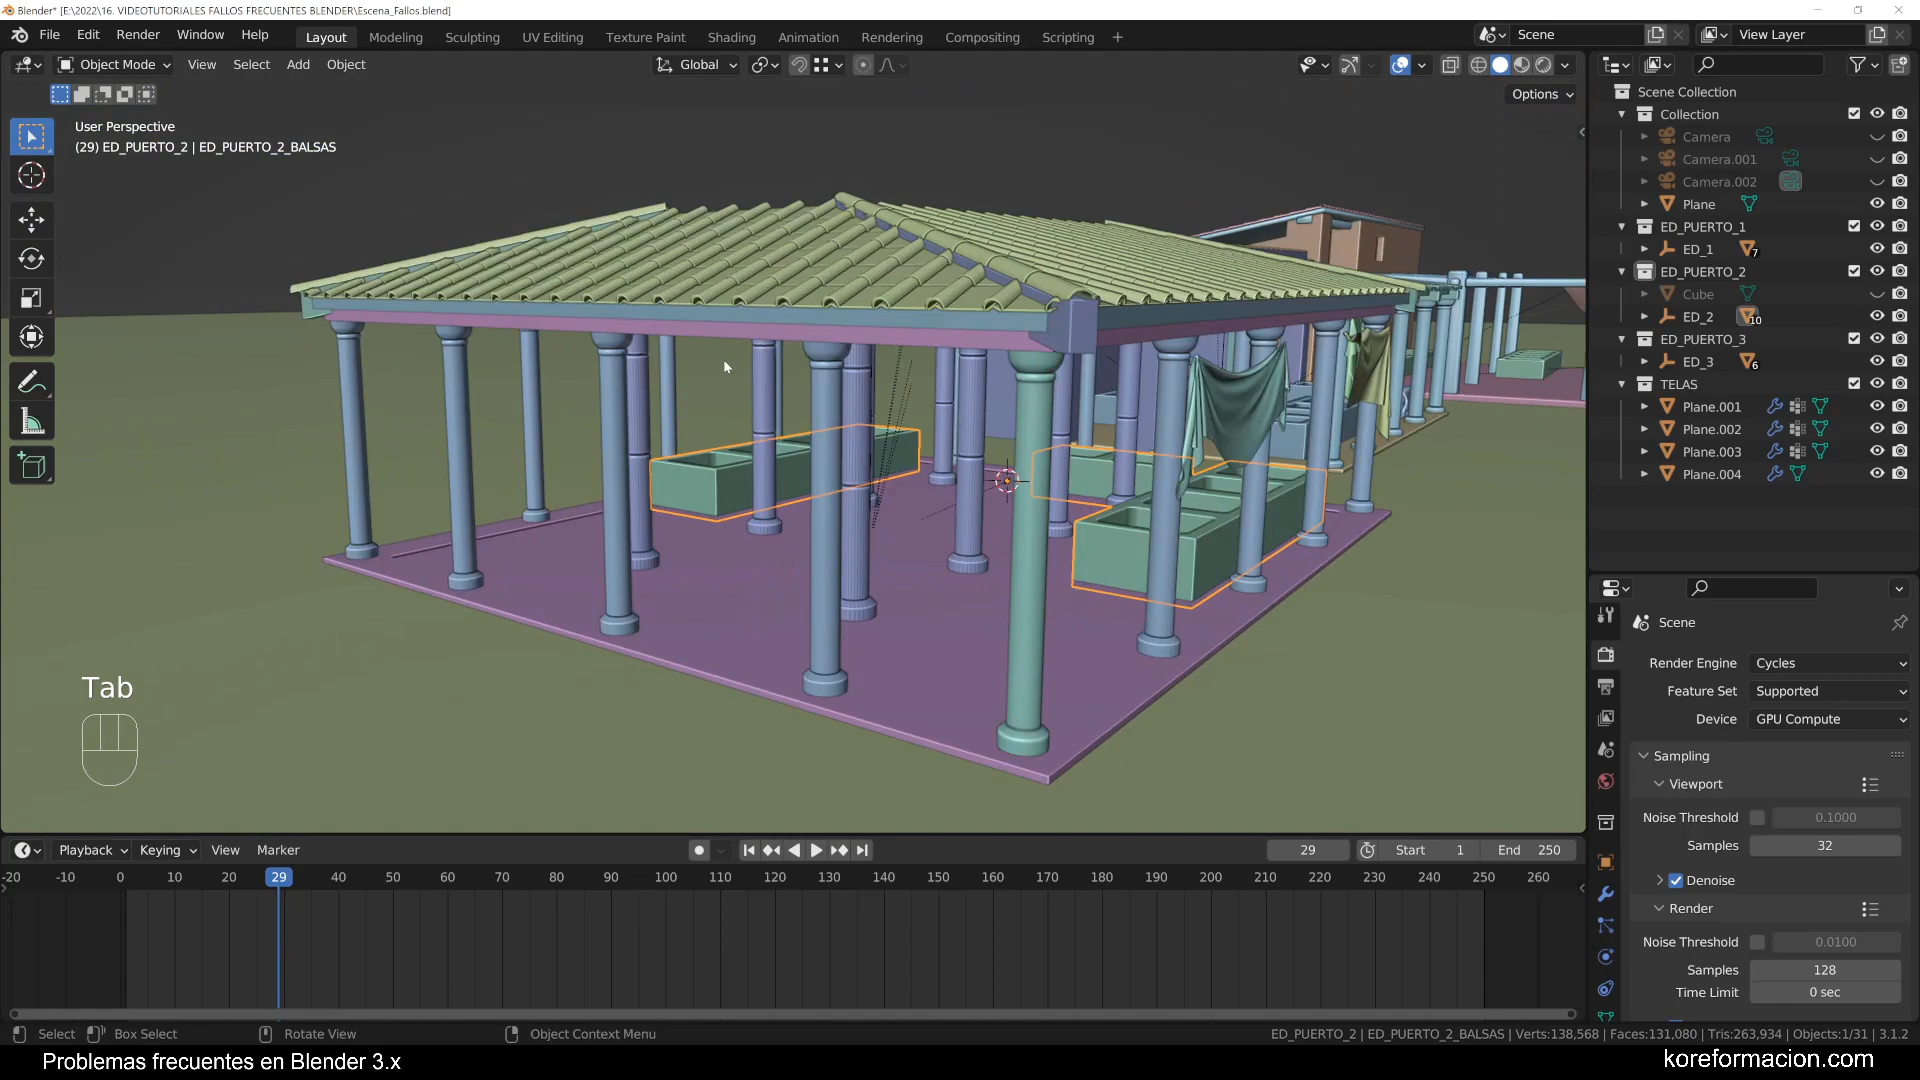 Blender* [E:\2022\16. VIDEOTUTORIALES FALLOS FRECUENTES BLENDER\Escena_Fallos.blend]
File Edit Render Window Help
Layout Modeling Sculpting UV Editing Texture Paint Shading Animation Rendering Compositing Scripting +
Scene
View Layer
Object Mode View Select Add Object
Global
Options
User Perspective
(29) ED_PUERTO_2 | ED_PUERTO_2_BALSAS
Tab
Scene Collection
Collection
Camera
Camera.001
Camera.002
Plane
ED_PUERTO_1
ED_1 7
ED_PUERTO_2
Cube
ED_2 10
ED_PUERTO_3
ED_3 6
TELAS
Plane.001
Plane.002
Plane.003
Plane.004
Scene
Render Engine Cycles
Feature Set Supported
Device GPU Compute
Sampling
Viewport
Noise Threshold 0.1000
Samples 32
Denoise
Render
Noise Threshold 0.0100
Samples 128
Time Limit 0 sec
Playback Keying View Marker
29 Start 1 End 250
-20 -10 0 10 20 29 40 50 60 70 80 90 100 110 120 130 140 150 160 170 180 190 200 210 220 230 240 250 260
Select Box Select Rotate View Object Context Menu
ED_PUERTO_2 | ED_PUERTO_2_BALSAS | Verts:138,568 | Faces:131,080 | Tris:263,934 | Objects:1/31 | 3.1.2
Problemas frecuentes en Blender 3.x
koreformacion.com